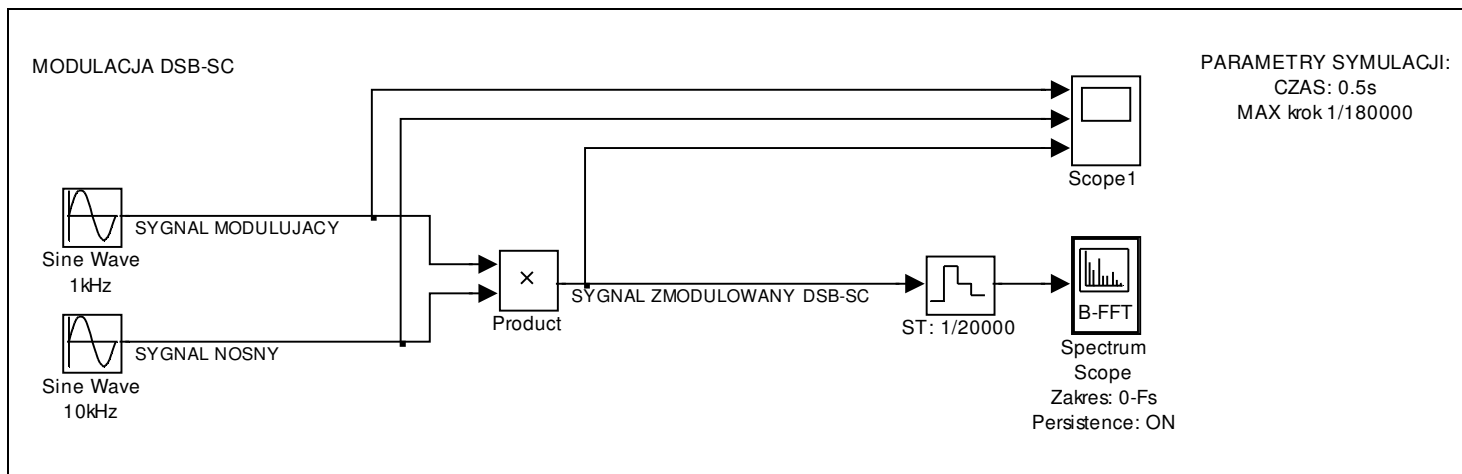 MODULACJA DSB-SC
PARAMETRY SYMULACJI:
CZAS: 0.5s
MAX krok 1/180000
Scope1
SYGNAL MODULUJACY
Sine Wave
1kHz
×
Product
SYGNAL ZMODULOWANY DSB-SC
ST: 1/20000
B-FFT
Spectrum
Scope
Zakres: 0-Fs
Persistence: ON
SYGNAL NOSNY
Sine Wave
10kHz